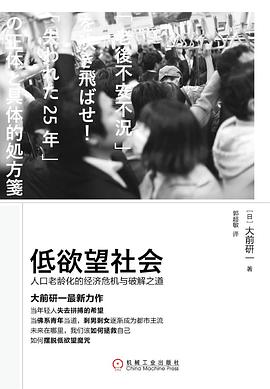 「老後不安不況」
を吹き飛ばせ！
「失われた25年」
の正体と具体的処方箋
［日］大前研一 著
郭超敏 译
低欲望社会
人口老龄化的经济危机与破解之道
大前研一最新力作
当年轻人失去拼搏的希望
当佛系青年当道，剩男剩女逐渐成为都市主流
未来在哪里，我们该如何拯救自己
如何摆脱低欲望魔咒
机械工业出版社
China Machine Press